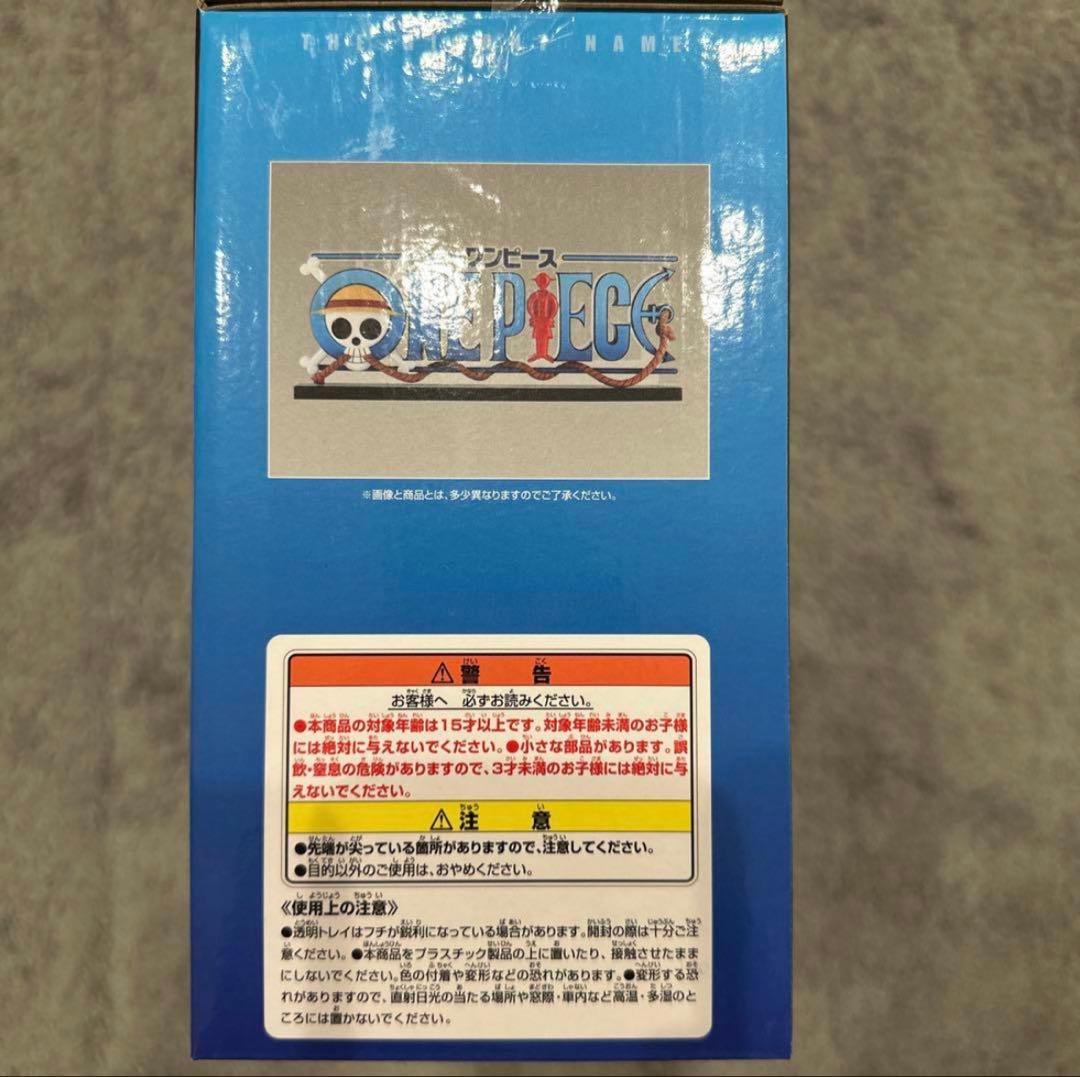 THE NAME
ワンピース
ONE PIECE
※画像と商品とは、多少異なりますのでご了承ください。
⚠警告
お客様へ 必ずお読みください。
●本商品の対象年齢は15才以上です。対象年齢未満のお子様
には絶対に与えないでください。●小さな部品があります。誤
飲・窒息の危険がありますので、3才未満のお子様には絶対に与
えないでください。
⚠注意
●先端が尖っている箇所がありますので、注意してください。
●目的以外のご使用は、おやめください。
《使用上の注意》
●透明トレイはフチが鋭利になっている場合があります。開封の際は十分ご注
意ください。●本商品をプラスチック製品の上に置いたり、接触させたまま
にしないでください。色の付着や変形などの恐れがあります。●変形する恐
れがありますので、直射日光の当たる場所や窓際・車内など高温・多湿のと
ころには置かないでください。